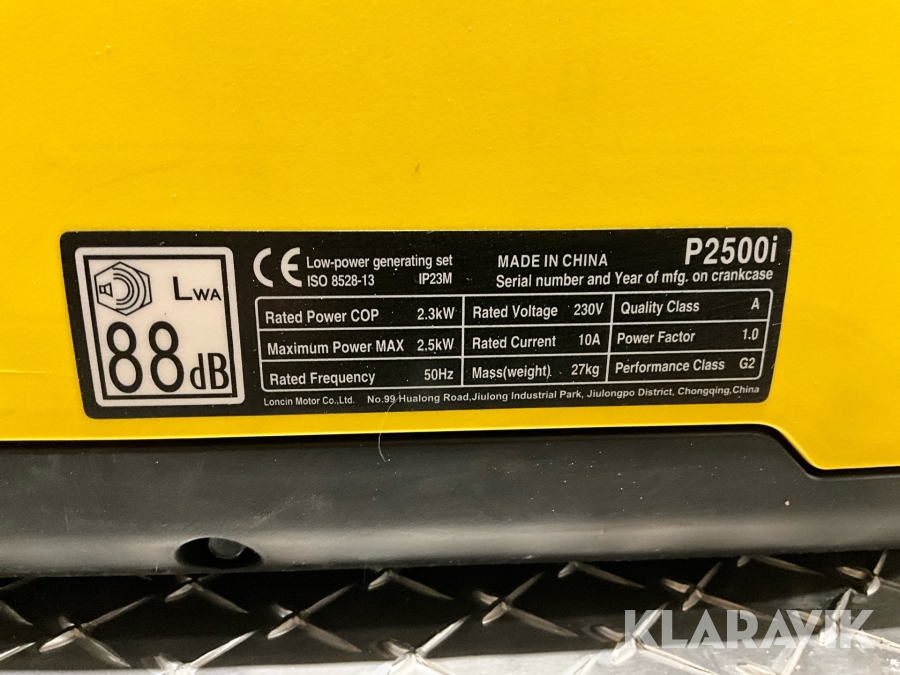 LWA
88dB
CE Low-power generating set
ISO 8528-13 IP23M
MADE IN CHINA
Serial number and Year of mfg. on crankcase
P2500i
Rated Power COP 2.3kW Rated Voltage 230V Quality Class A
Maximum Power MAX 2.5kW Rated Current 10A Power Factor 1.0
Rated Frequency 50Hz Mass(weight) 27kg Performance Class G2
Loncin Motor Co.,Ltd. No.99 Hualong Road,Jiulong Industrial Park, Jiulongpo District, Chongqing,China
KLARAVIK